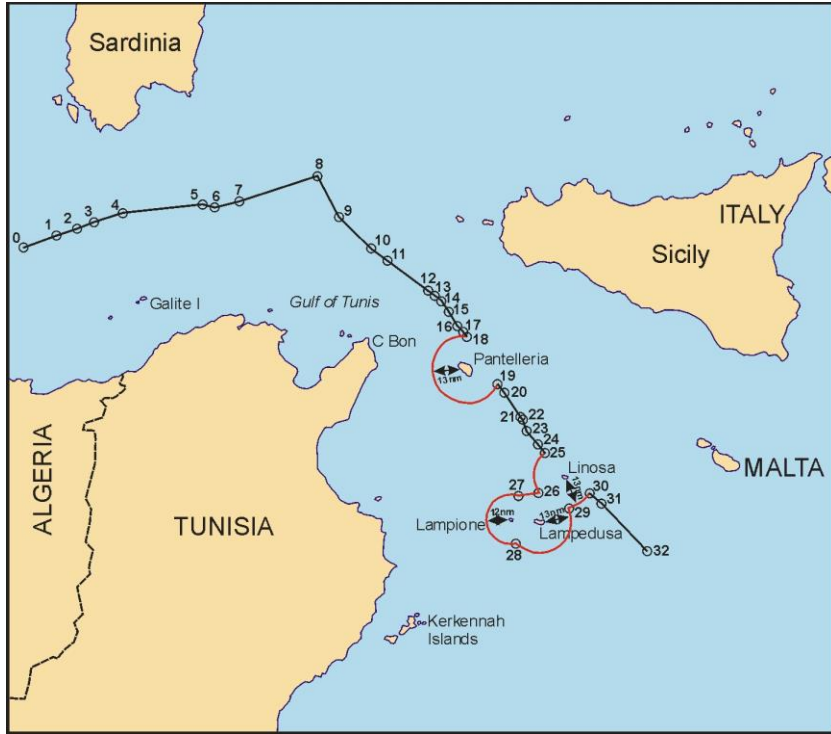 Sardinia
8
5
6
7
4
3
2
1
0
9
10
11
ITALY
Sicily
12
13
14
15
16
17
18
Galite I
Gulf of Tunis
C Bon
Pantelleria
13nm
19
20
21
22
23
24
25
MALTA
Linosa
13nm
30
31
27
26
29
Lampione
12nm
13nm
Lampedusa
28
32
ALGERIA
TUNISIA
Kerkennah
Islands